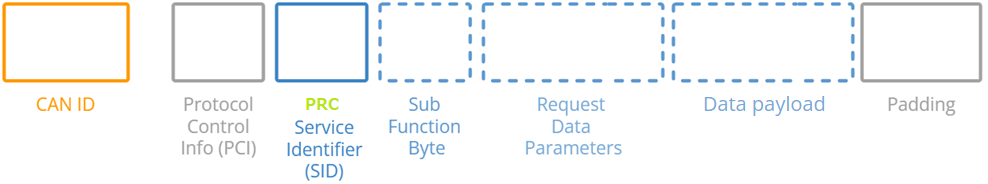 CAN ID
Protocol
Control
Info (PCI)
PRC
Service
Identifier
(SID)
Sub
Function
Byte
Request
Data
Parameters
Data payload
Padding